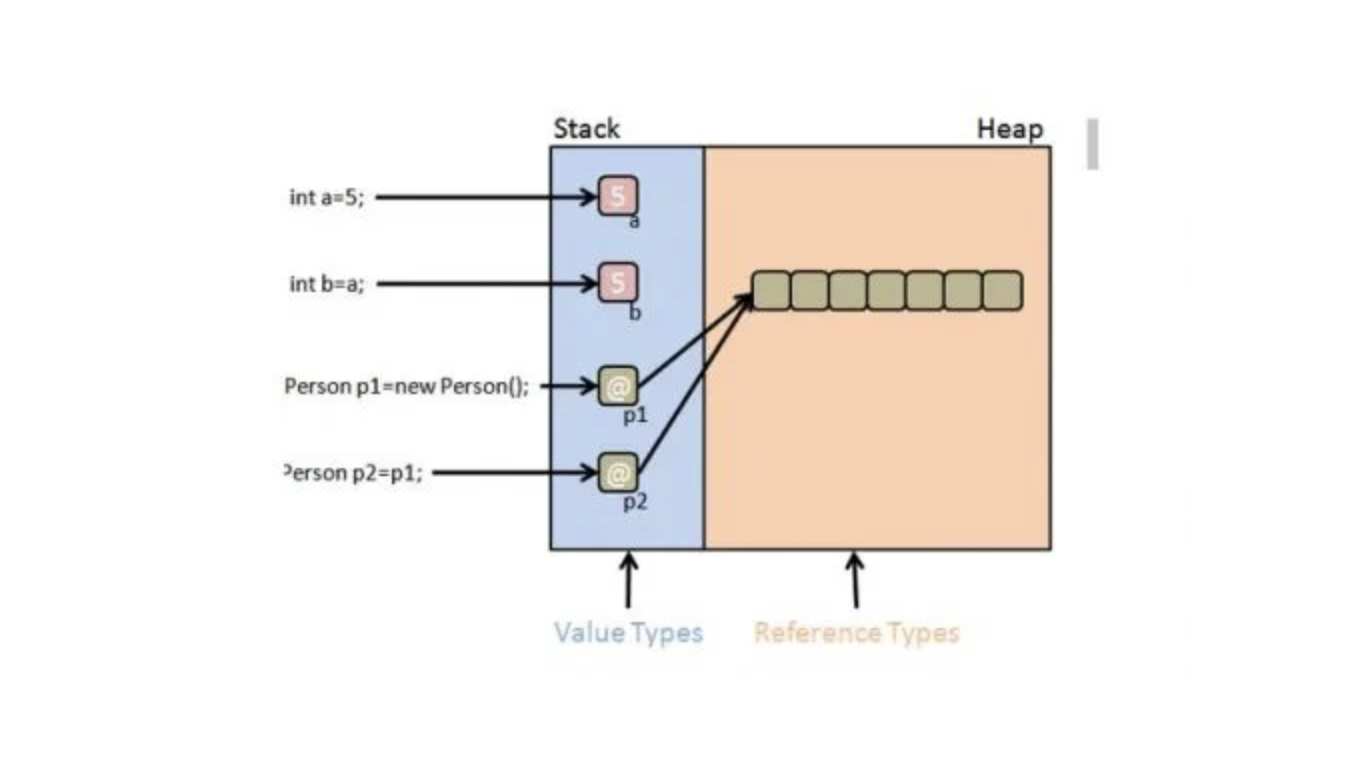 Stack
Heap
int a=5;
5
a
int b=a;
5
b
Person p1=new Person();
@
p1
Person p2=p1;
@
p2
Value Types
Reference Types